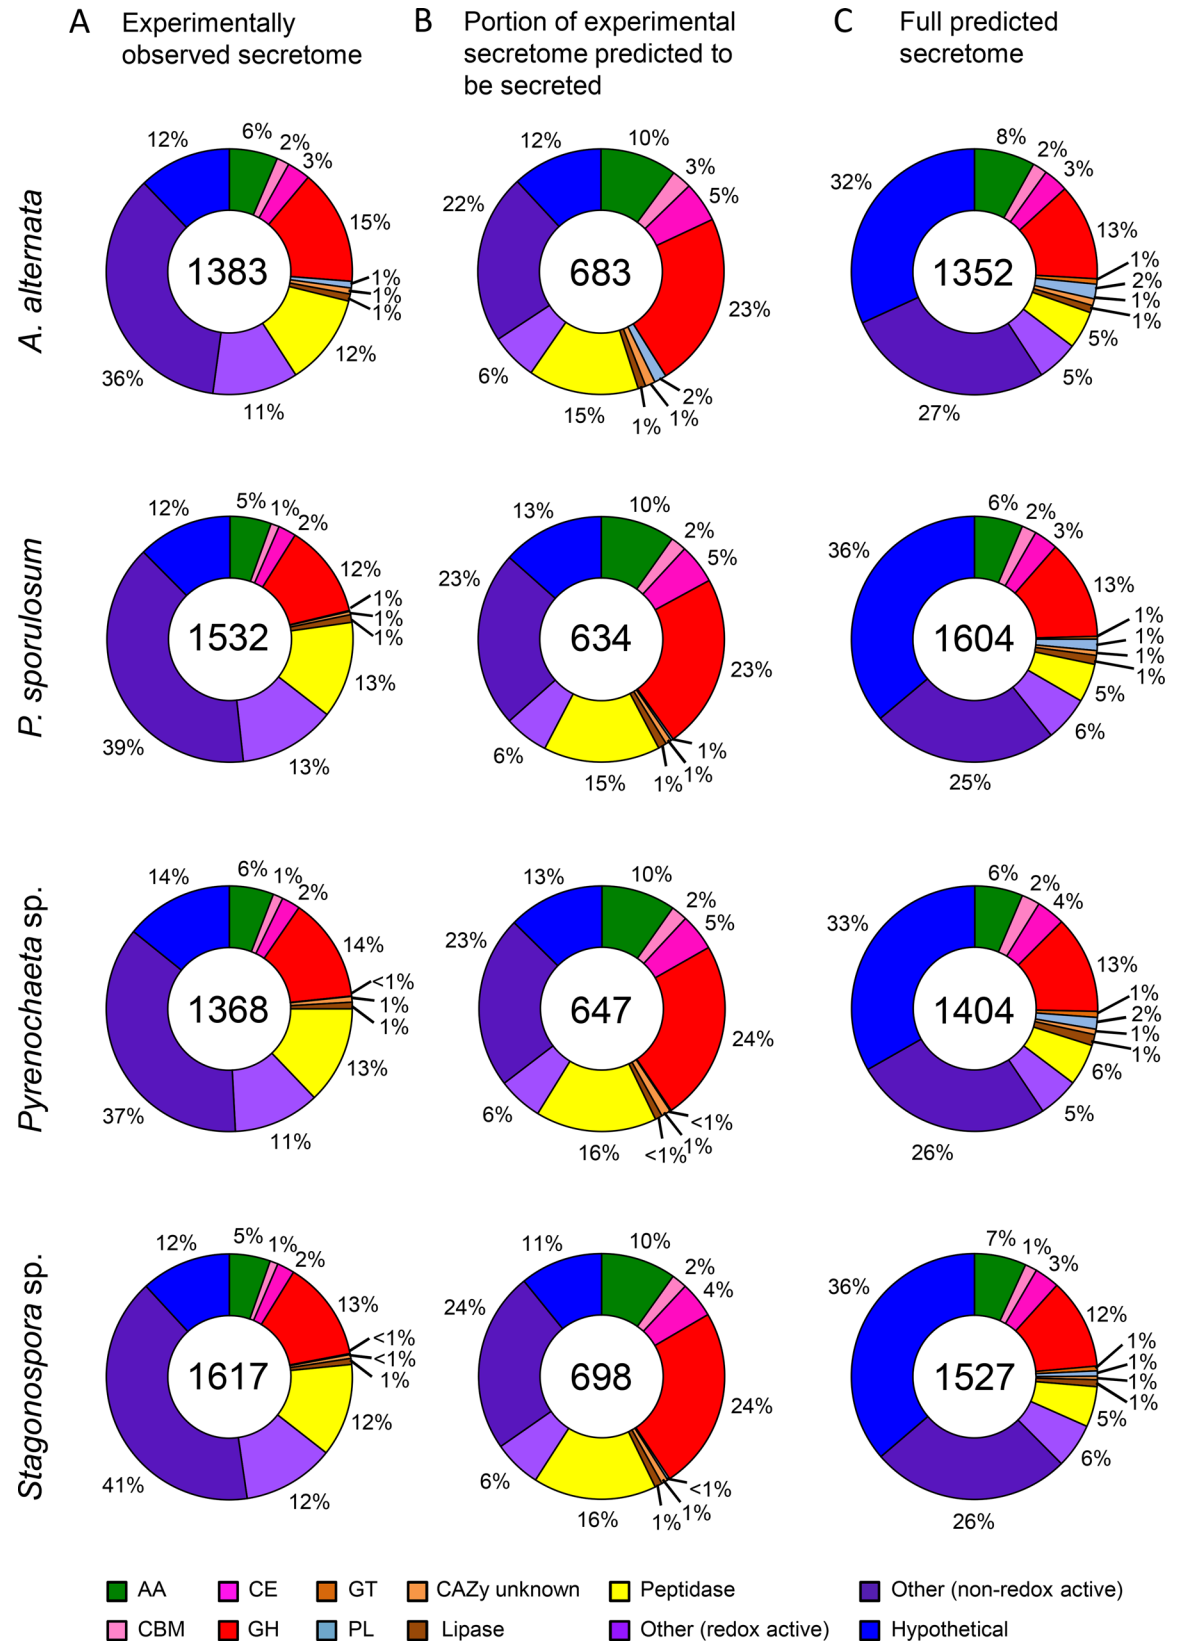 A Experimentally
observed secretome
B Portion of experimental
secretome predicted to
be secreted
C Full predicted
secretome
A. alternata
12% 6% 2% 3% 15% 1% 1% 1% 12% 11% 36%
1383
12% 10% 3% 5% 23% 2% 1% 1% 15% 6% 22%
683
32% 8% 2% 3% 13% 1% 2% 1% 1% 5% 5% 27%
1352
P. sporulosum
12% 5% 1% 2% 12% 1% 1% 1% 13% 13% 39%
1532
13% 10% 2% 5% 23% 1% 1% 1% 15% 6% 23%
634
36% 6% 2% 3% 13% 1% 1% 1% 1% 5% 6% 25%
1604
Pyrenochaeta sp.
14% 6% 1% 2% 14% <1% 1% 1% 13% 11% 37%
1368
13% 10% 2% 5% 24% <1% 1% <1% 16% 6% 23%
647
33% 6% 2% 4% 13% 1% 2% 1% 1% 6% 5% 26%
1404
Stagonospora sp.
12% 5% 1% 2% 13% <1% <1% 1% 12% 12% 41%
1617
11% 10% 2% 4% 24% <1% 1% 1% 16% 6% 24%
698
36% 7% 1% 3% 12% 1% 1% 1% 1% 5% 6% 26%
1527
AA CE GT CAZy unknown Peptidase Other (non-redox active)
CBM GH PL Lipase Other (redox active) Hypothetical